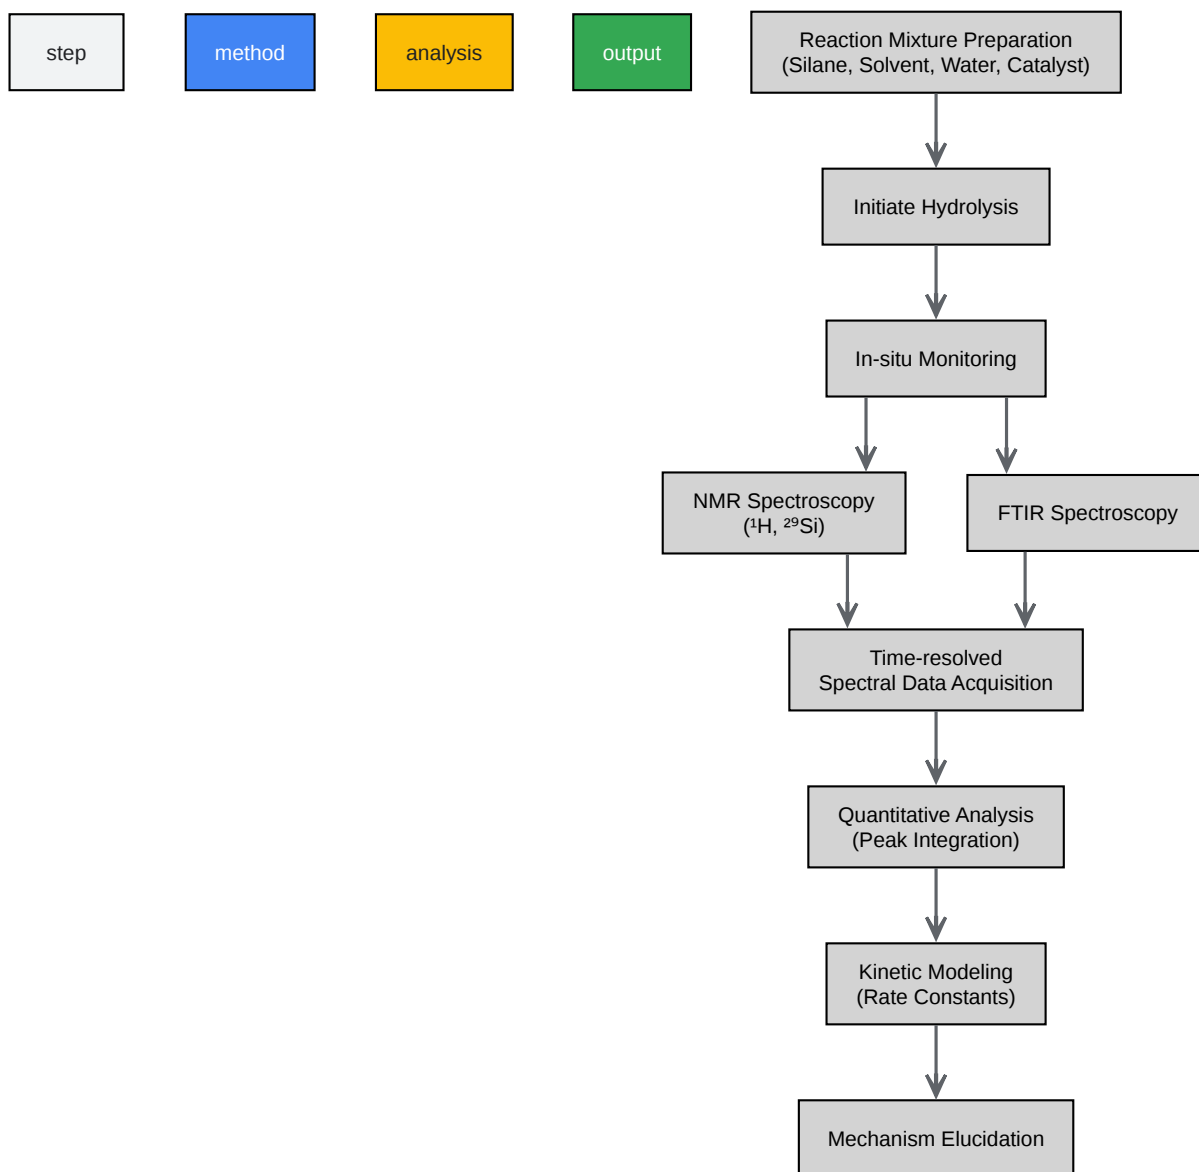 step
method
analysis
output
Reaction Mixture Preparation
(Silane, Solvent, Water, Catalyst)
Initiate Hydrolysis
In-situ Monitoring
NMR Spectroscopy
(¹H, ²⁹Si)
FTIR Spectroscopy
Time-resolved
Spectral Data Acquisition
Quantitative Analysis
(Peak Integration)
Kinetic Modeling
(Rate Constants)
Mechanism Elucidation